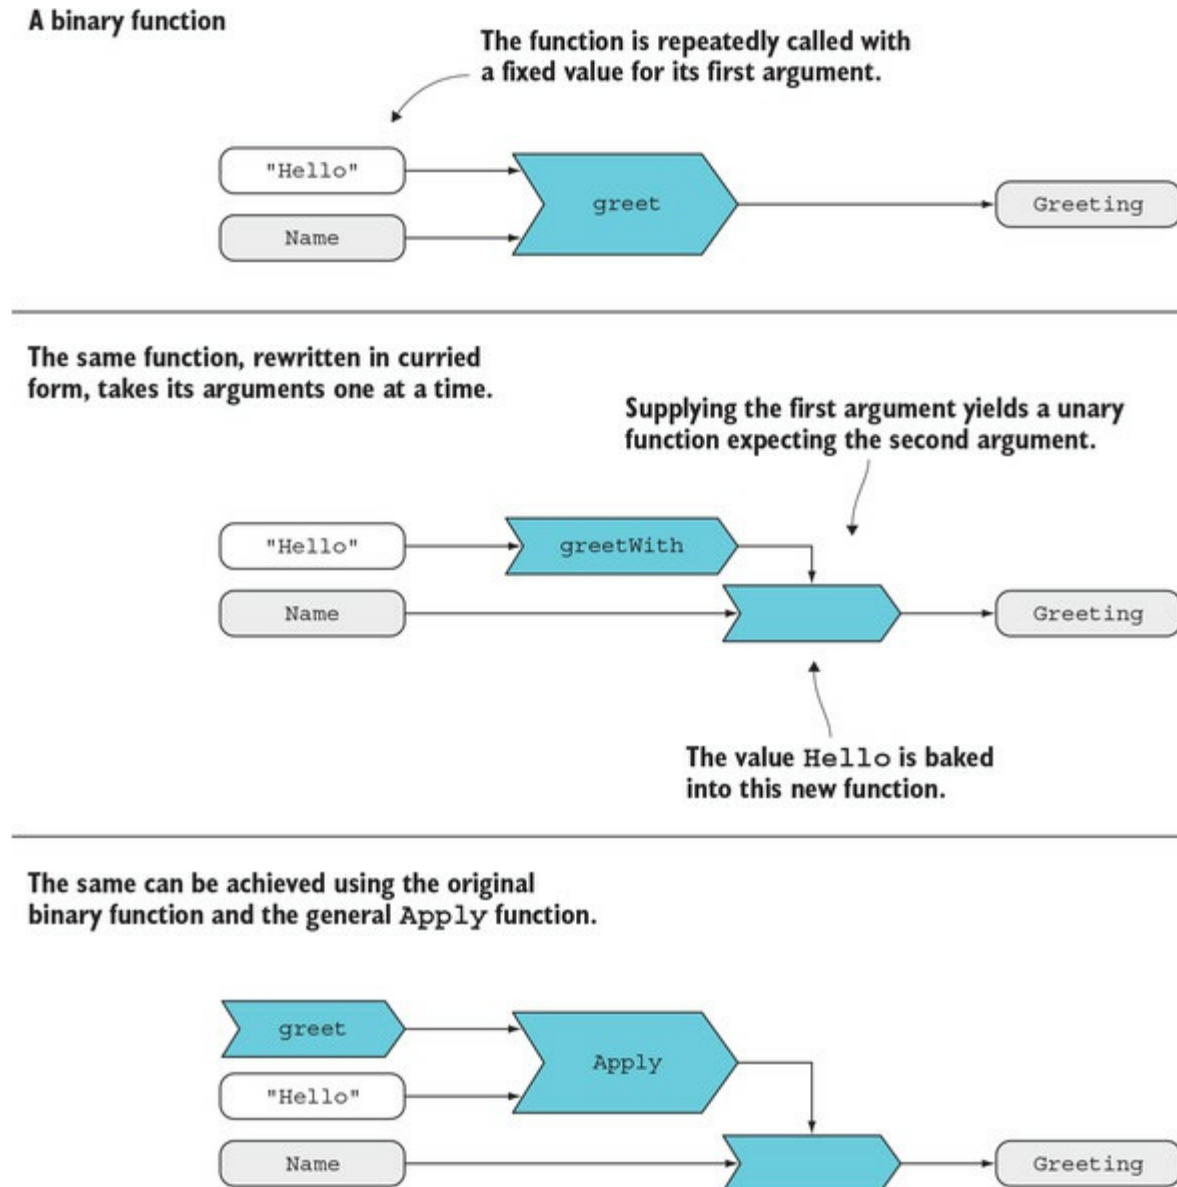 A binary function
The function is repeatedly called with
a fixed value for its first argument.
"Hello"
greet
Name
Greeting
The same function, rewritten in curried
form, takes its arguments one at a time.
Supplying the first argument yields a unary
function expecting the second argument.
"Hello"
greetWith
Name
Greeting
The value Hello is baked
into this new function.
The same can be achieved using the original
binary function and the general Apply function.
greet
Apply
"Hello"
Name
Greeting